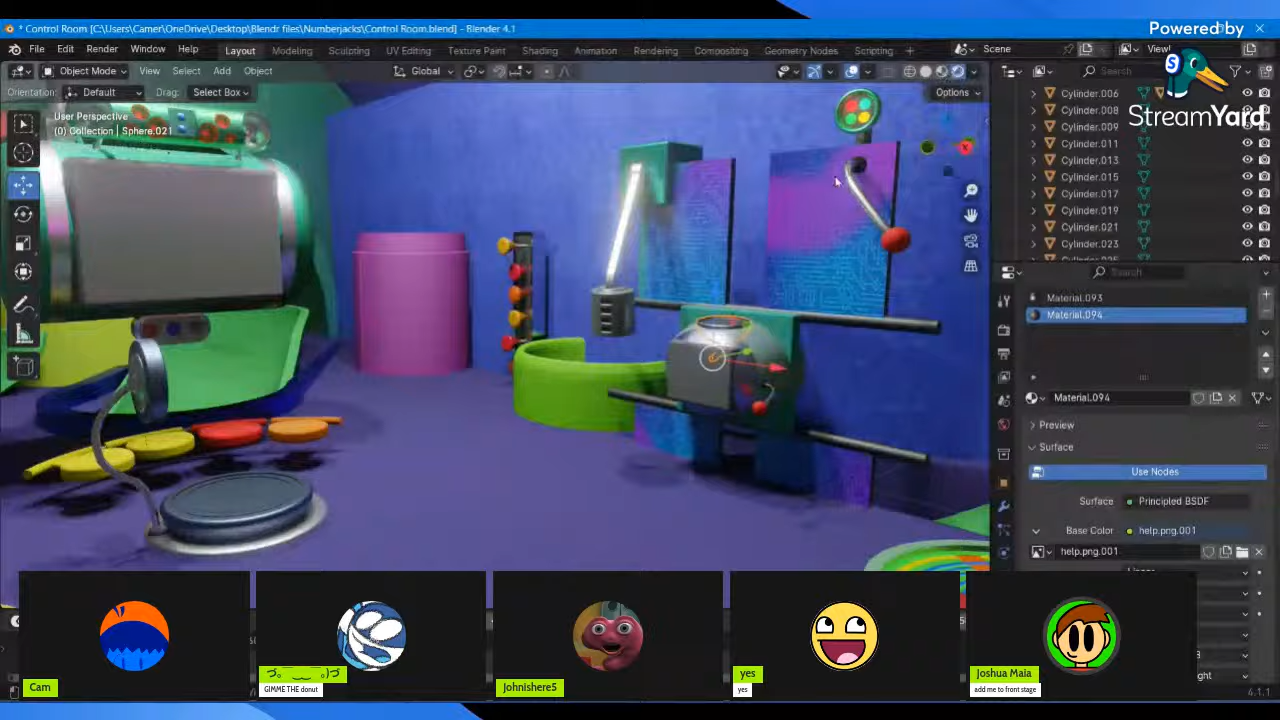 * Control Room [C:\Users\Camer\OneDrive\Desktop\Blendr files\Numberjacks\Control Room.blend] - Blender 4.1
Powered by
StreamYard
File Edit Render Window Help
Layout Modeling Sculpting UV Editing Texture Paint Shading Animation Rendering Compositing Geometry Nodes Scripting +
Scene
Object Mode View Select Add Object
Global
Search
Orientation: Default Drag: Select Box
Options
User Perspective
(0) Collection | Sphere.021
Cylinder.006
Cylinder.008
Cylinder.009
Cylinder.011
Cylinder.013
Cylinder.015
Cylinder.017
Cylinder.019
Cylinder.021
Cylinder.023
Search
Material.093
Material.094
Material.094
Preview
Surface
Use Nodes
Surface Principled BSDF
Base Color help.png.001
help.png.001
Cam
GIMME THE donut
Johnishere5
yes
yes
Joshua Maia
add me to front stage
4.1.1